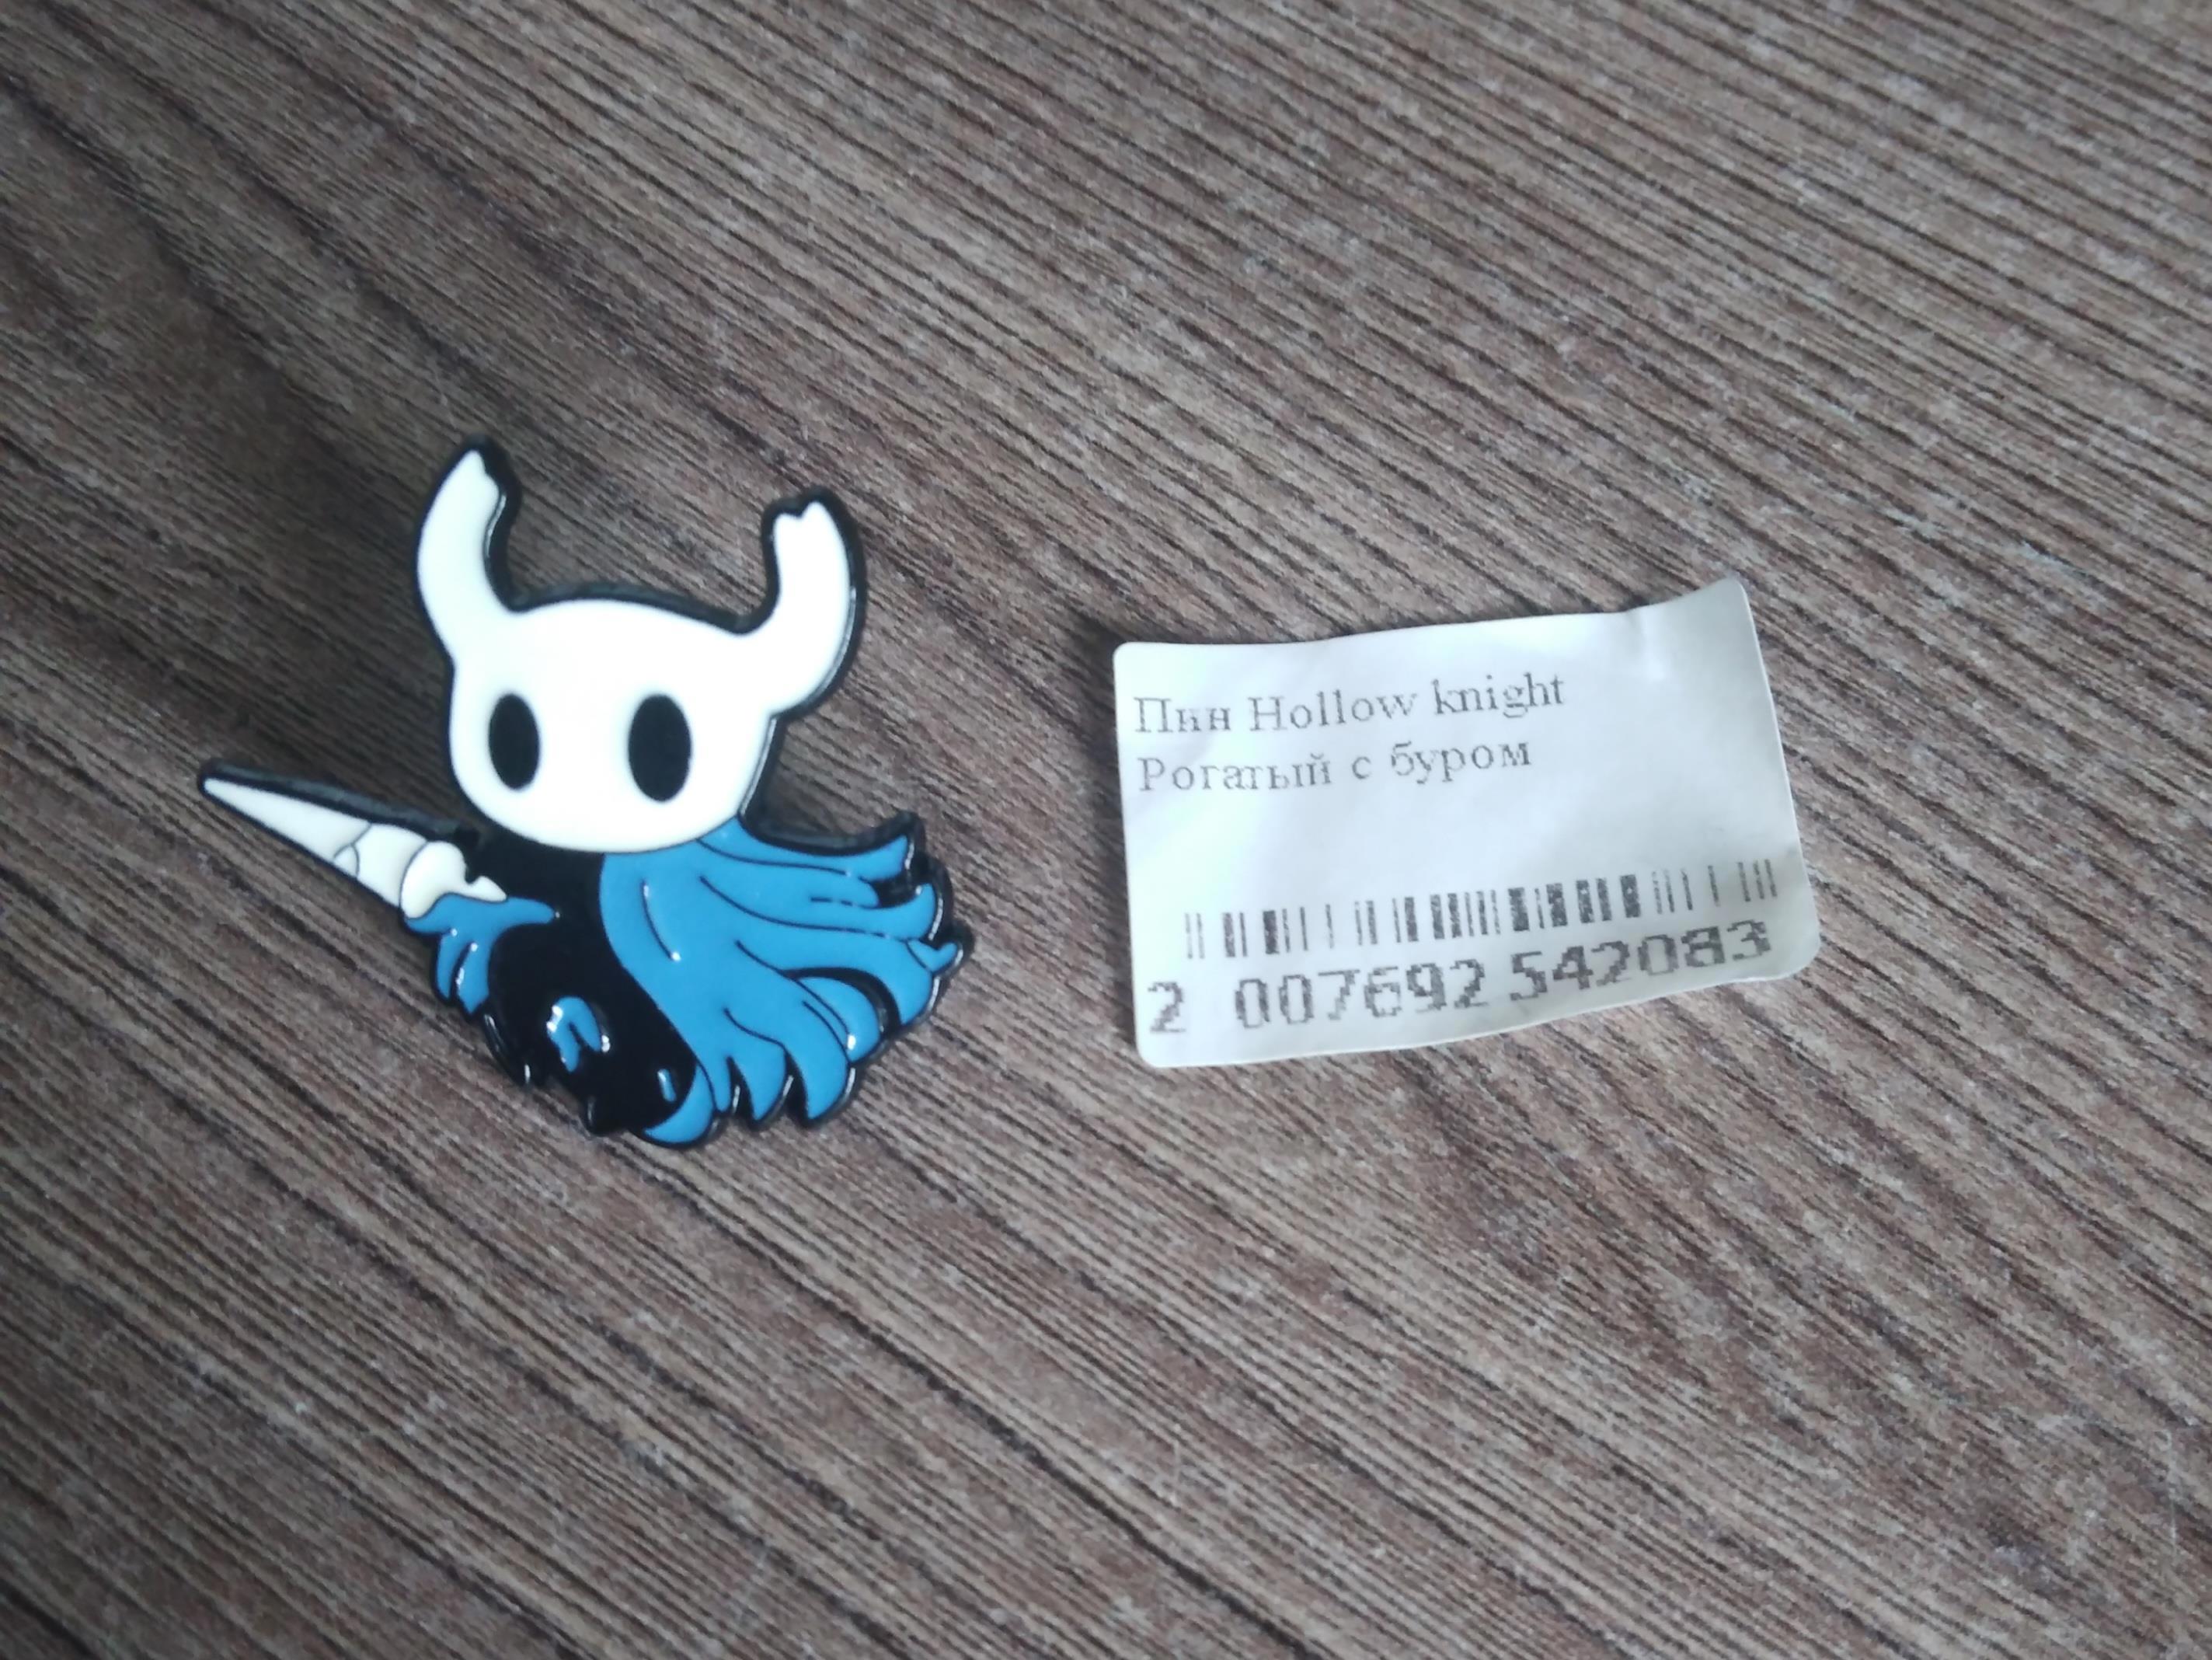 Пин Hollow knight
Рогатый с буром
2 007692 542083